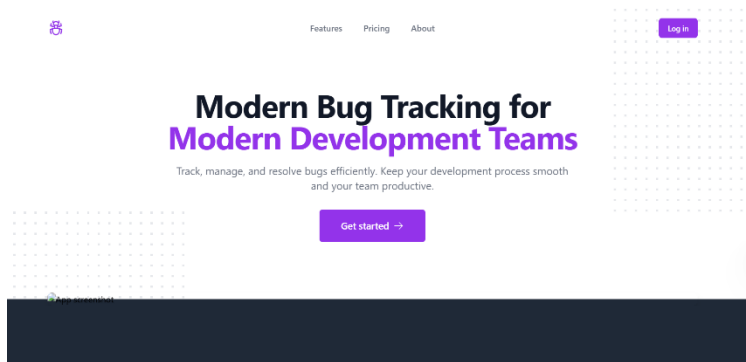 Features
Pricing
About
Log in
Modern Bug Tracking for
Modern Development Teams
Track, manage, and resolve bugs efficiently. Keep your development process smooth
and your team productive.
Get started →
App screenshot